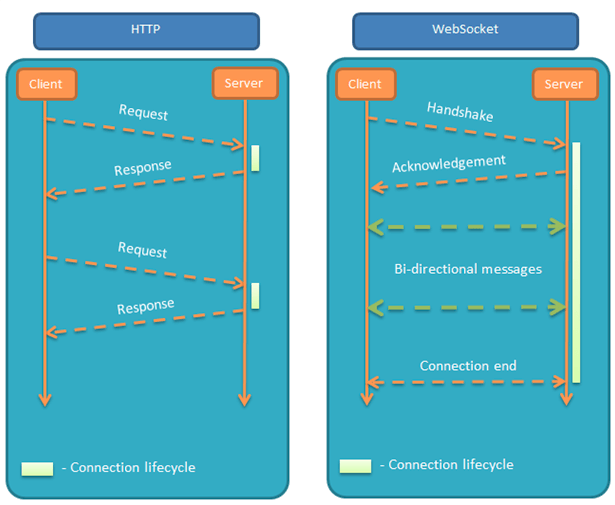 HTTP
Client
Server
Request
Response
Request
Response
- Connection lifecycle
WebSocket
Client
Server
Handshake
Acknowledgement
Bi-directional messages
Connection end
- Connection lifecycle